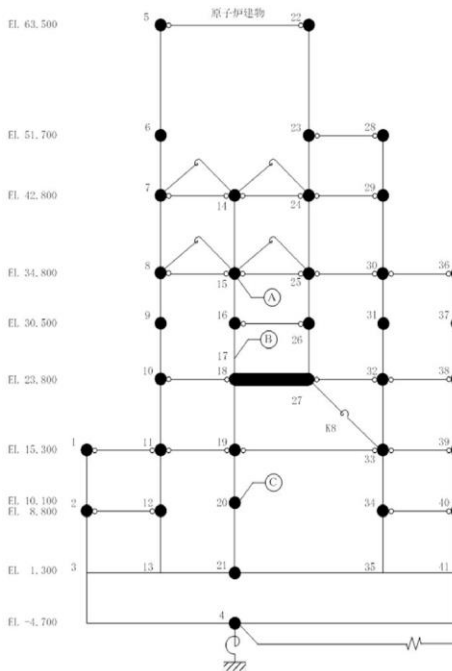 原子炉建物
EL 63.500 5 22
EL 51.700 6 23 28
EL 42.800 7 14 24 29
EL 34.800 8 15 25 30 36
A
EL 30.500 9 16 26 31 37
B
17
EL 23.800 10 18 27 32 38
K8
EL 15.300 1 11 19 33 39
C
EL 10.100 20
EL 8.800 2 12 34 40
EL 1.300 3 13 21 35 41
EL -4.700 4